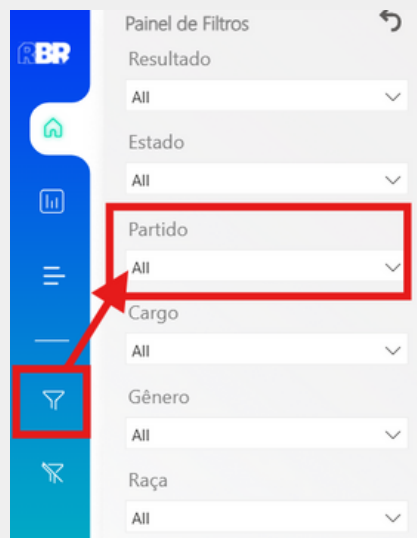 Painel de Filtros
RBR
Resultado
All
Estado
All
Partido
All
Cargo
All
Gênero
All
Raça
All